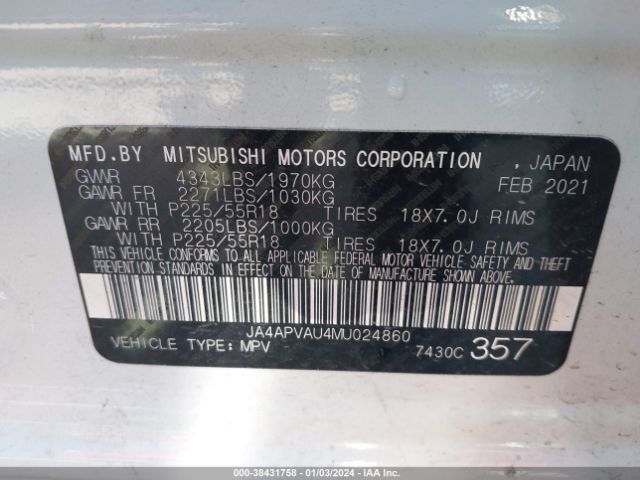 MFD.BY MITSUBISHI MOTORS CORPORATION , JAPAN
GVWR 4343LBS/1970KG FEB 2021
GAWR FR 2271LBS/1030KG
WITH P225/55R18 TIRES 18X7.0J RIMS
GAWR RR 2205LBS/1000KG
WITH P225/55R18 TIRES 18X7.0J RIMS
THIS VEHICLE CONFORMS TO ALL APPLICABLE FEDERAL MOTOR VEHICLE SAFETY AND THEFT
PREVENTION STANDARDS IN EFFECT ON THE DATE OF MANUFACTURE SHOWN ABOVE.
JA4APVAU4MU024860
VEHICLE TYPE: MPV 7430C 357
000-38431758 - 01/03/2024 - IAA Auto Auctions